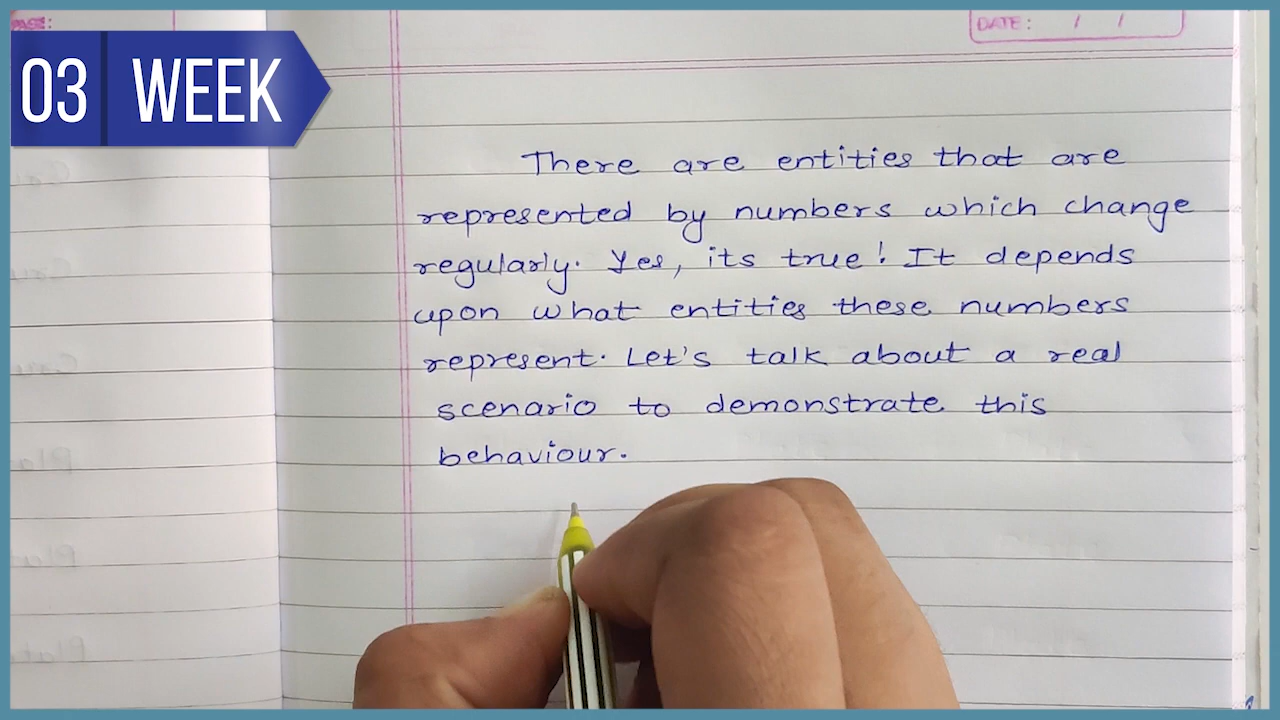 PAGE:
DATE: / /
03 WEEK
There are entities that are
represented by numbers which change
regularly. Yes, its true! It depends
upon what entities these numbers
represent. Let's talk about a real
scenario to demonstrate this
behaviour.